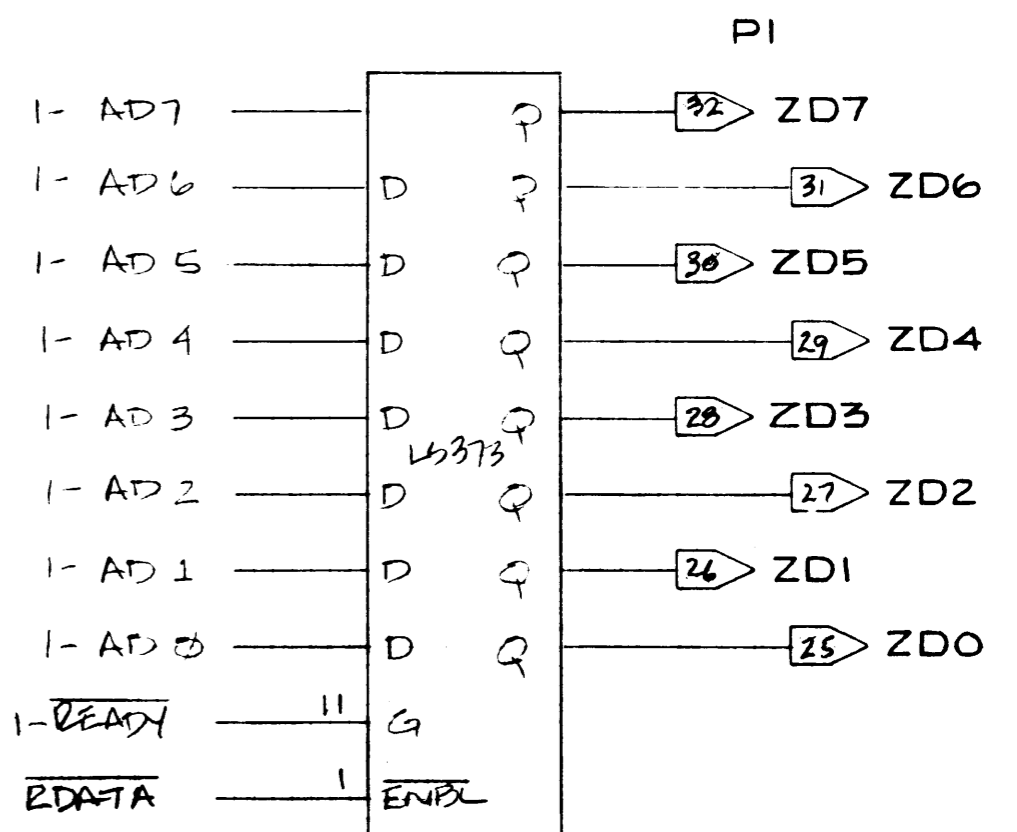 P1
1- AD7 Q 32 ZD7
1- AD6 D Q 31 ZD6
1- AD5 D Q 30 ZD5
1- AD4 D Q 29 ZD4
1- AD3 D Q 28 ZD3
LS373
1- AD2 D Q 27 ZD2
1- AD1 D Q 26 ZD1
1- AD0 D Q 25 ZD0
1- READY 11 G
RDATA 1 ENBL